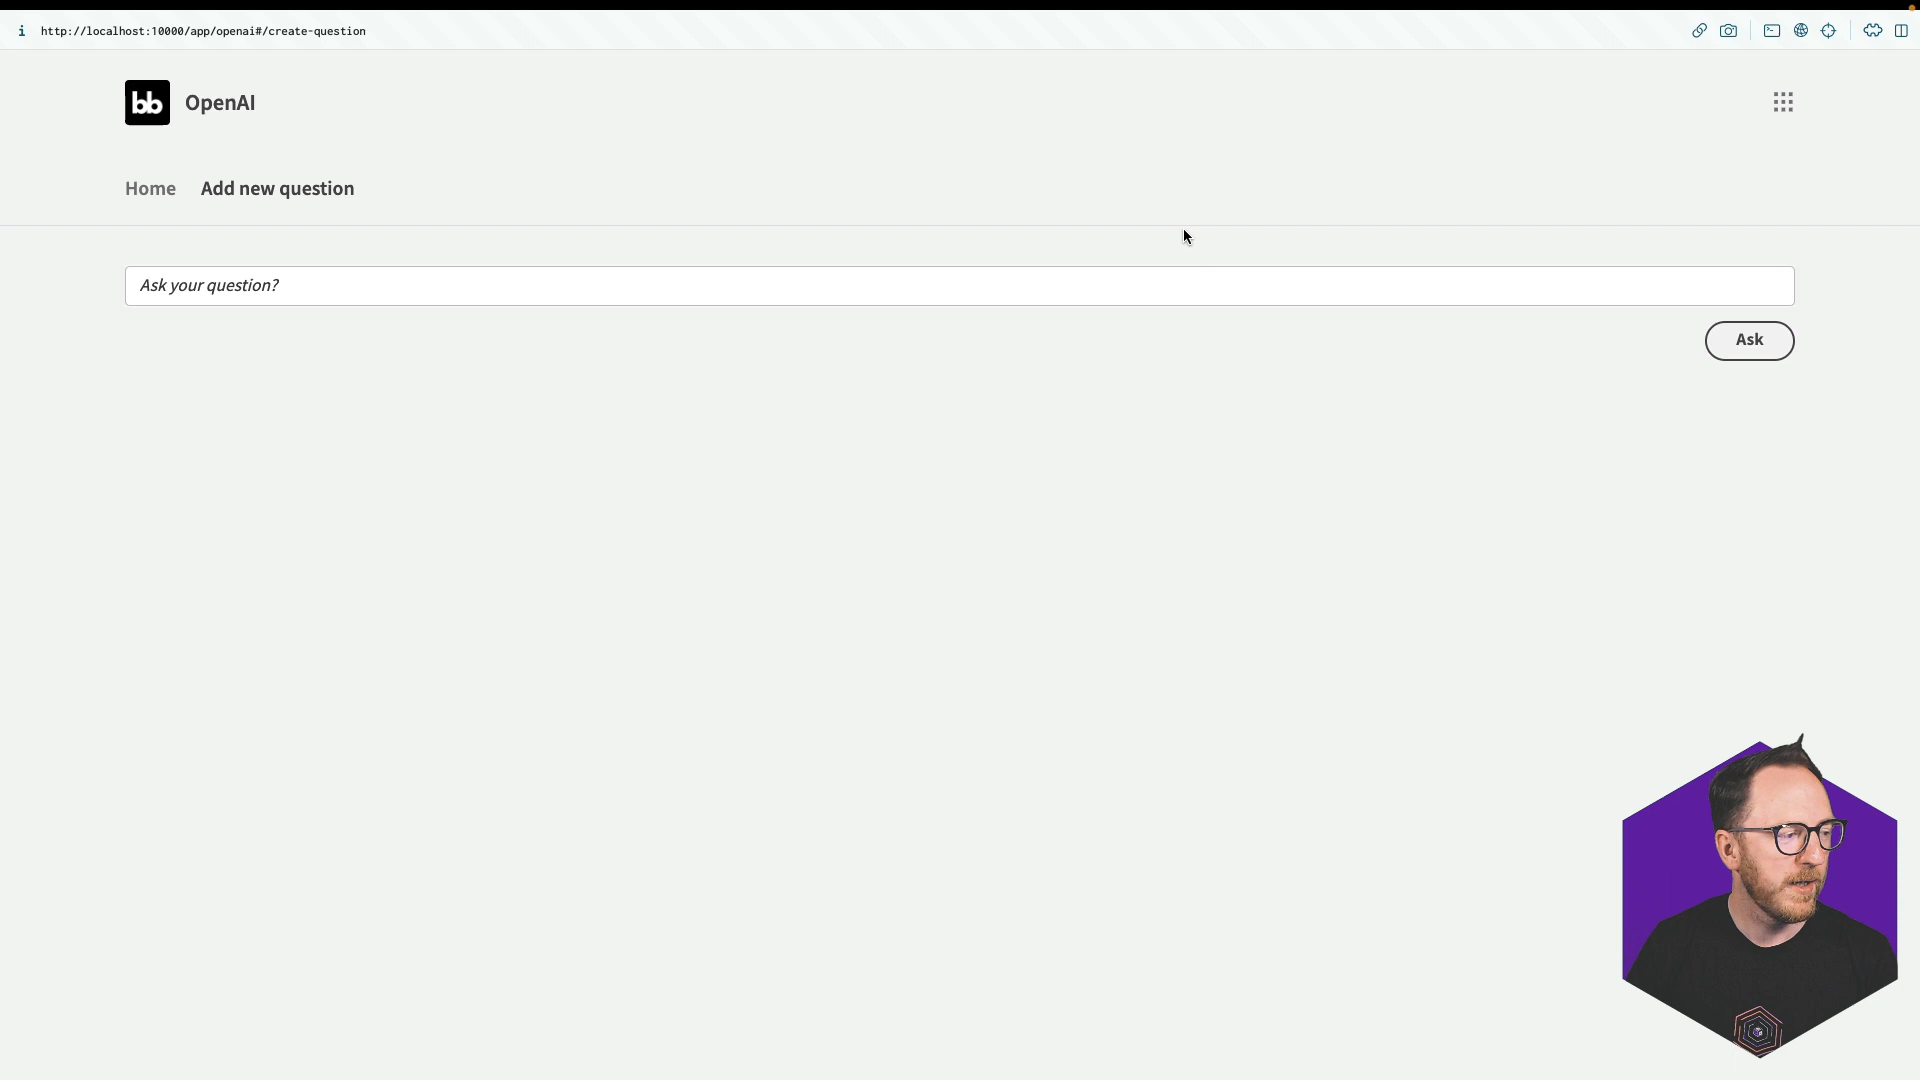 i http://localhost:10000/app/openai#/create-question
bb OpenAI
Home Add new question
Ask your question?
Ask